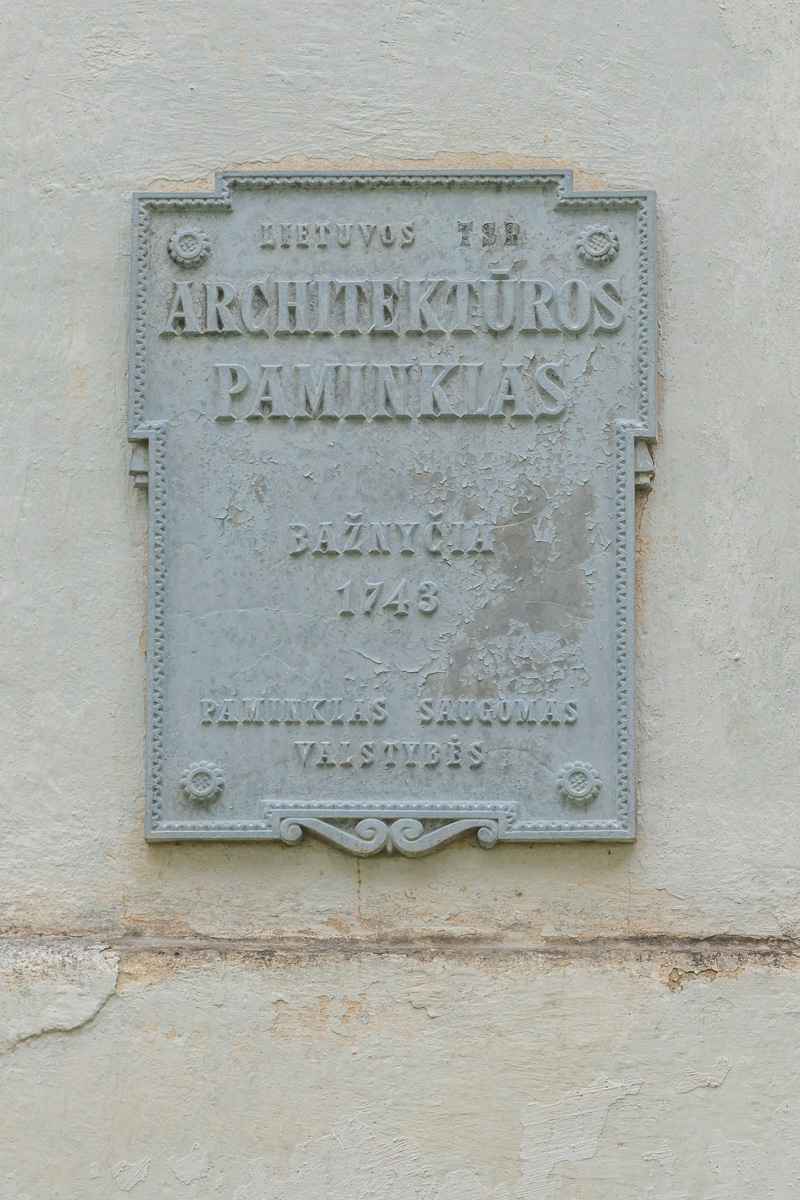 LIETUVOS TSR
ARCHITEKTŪROS
PAMINKLAS
BAŽNYČIA
1743
PAMINKLAS SAUGOMAS
VALSTYBĖS